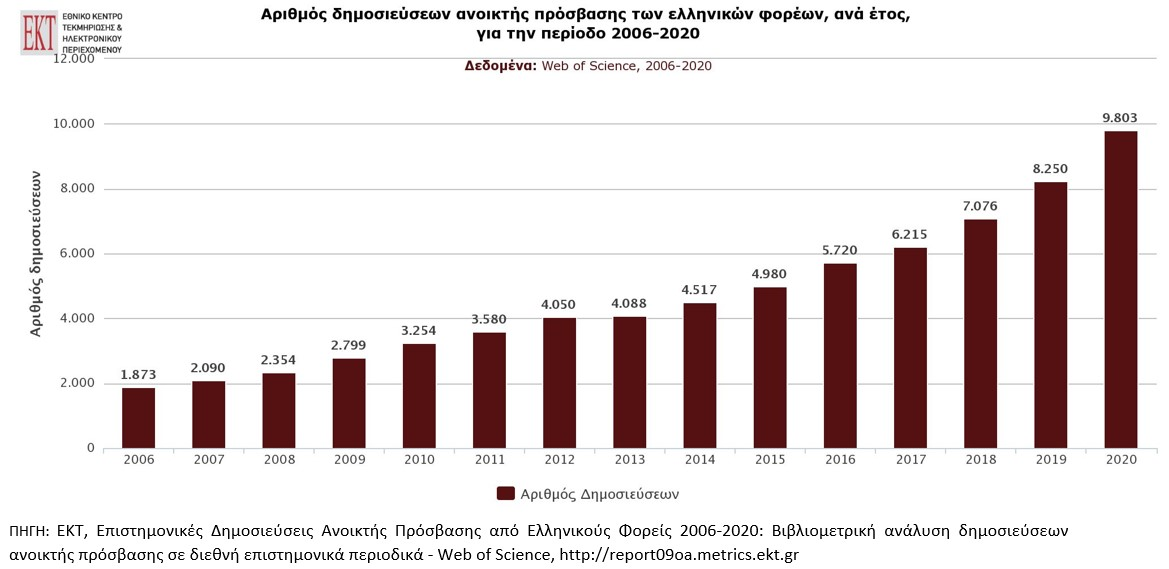 ΕΚΤ
ΕΘΝΙΚΟ ΚΕΝΤΡΟ
ΤΕΚΜΗΡΙΩΣΗΣ &
ΗΛΕΚΤΡΟΝΙΚΟΥ
ΠΕΡΙΕΧΟΜΕΝΟΥ
Αριθμός δημοσιεύσεων ανοικτής πρόσβασης των ελληνικών φορέων, ανά έτος,
για την περίοδο 2006-2020
Δεδομένα: Web of Science, 2006-2020
Αριθμός δημοσιεύσεων
12.000
10.000
8.000
6.000
4.000
2.000
0
1.873
2.090
2.354
2.799
3.254
3.580
4.050
4.088
4.517
4.980
5.720
6.215
7.076
8.250
9.803
2006 2007 2008 2009 2010 2011 2012 2013 2014 2015 2016 2017 2018 2019 2020
Αριθμός Δημοσιεύσεων
ΠΗΓΗ: ΕΚΤ, Επιστημονικές Δημοσιεύσεις Ανοικτής Πρόσβασης από Ελληνικούς Φορείς 2006-2020: Βιβλιομετρική ανάλυση δημοσιεύσεων
ανοικτής πρόσβασης σε διεθνή επιστημονικά περιοδικά - Web of Science, http://report09oa.metrics.ekt.gr